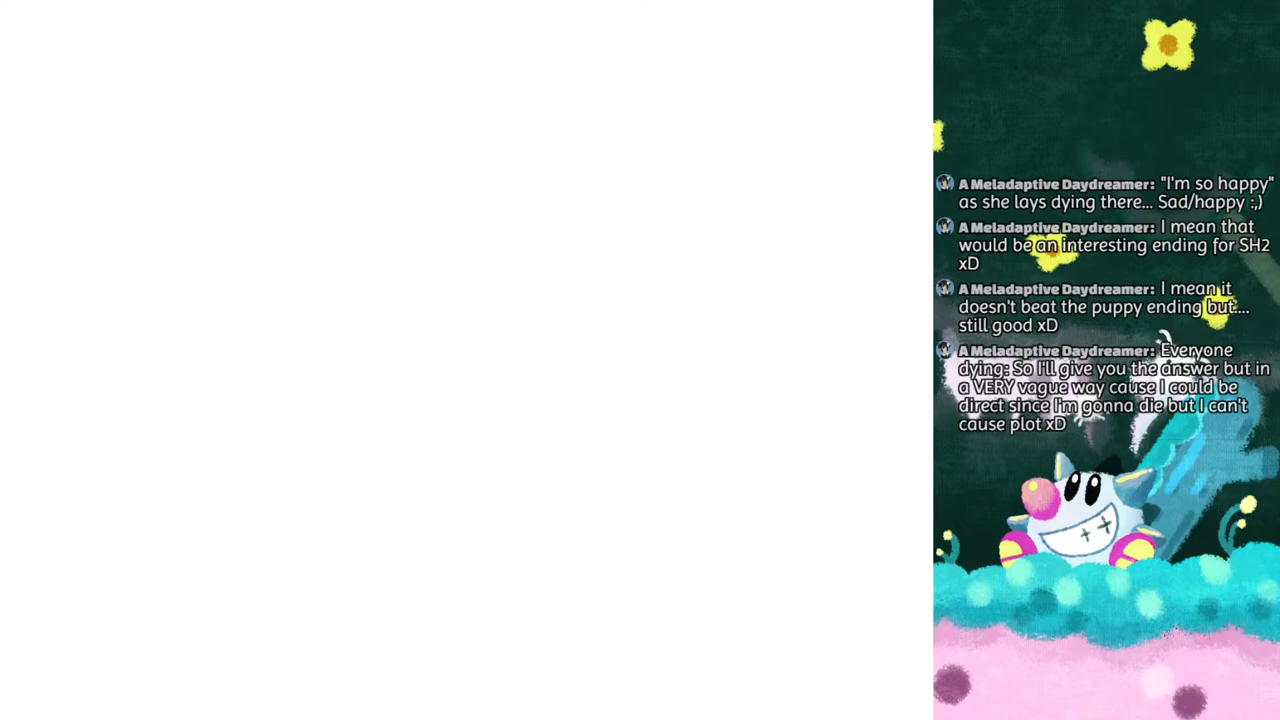 A Meladaptive Daydreamer: "I'm so happy"
as she lays dying there... Sad/happy :,)
A Meladaptive Daydreamer: I mean that
would be an interesting ending for SH2
xD
A Meladaptive Daydreamer: I mean it
doesn't beat the puppy ending but....
still good xD
A Meladaptive Daydreamer: Everyone
dying: So I'll give you the answer but in
a VERY vague way cause I could be
direct since I'm gonna die but I can't
cause plot xD